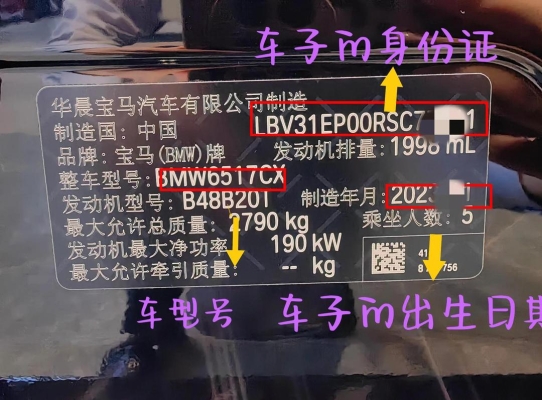 车子的身份证
华晨宝马汽车有限公司制造
制造国：中国
LBV31EP00RSC7 1
品牌：宝马(BMW)牌 发动机排量：1998 mL
整车型号：BMW6517CX
发动机型号：B48B20T 制造年月：2023
最大允许总质量：2790 kg 乘坐人数：5
发动机最大净功率 190 kW
最大允许牵引质量： -- kg
车型号 车子的出生日期